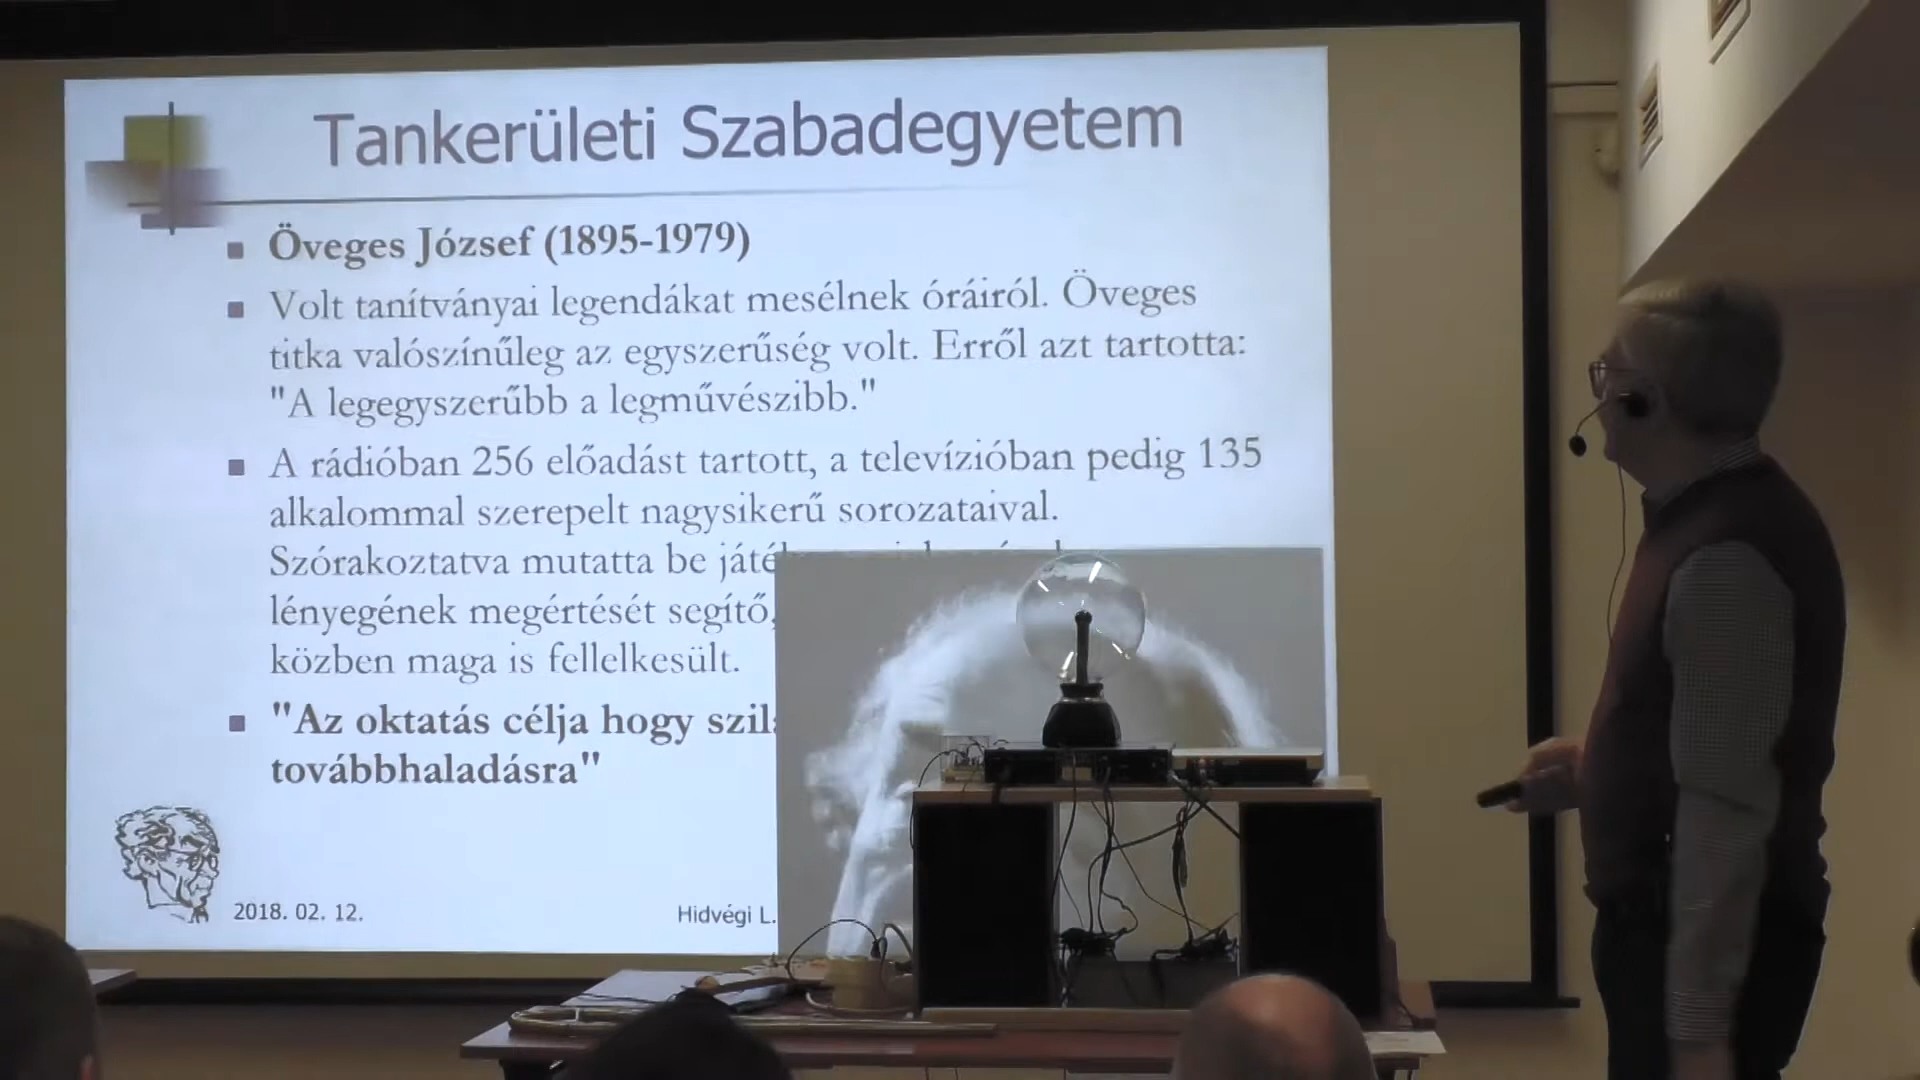 Tankerületi Szabadegyetem
Öveges József (1895-1979)
Volt tanítványai legendákat mesélnek óráiról. Öveges
titka valószínűleg az egyszerűség volt. Erről azt tartotta:
"A legegyszerűbb a legművészibb."
A rádióban 256 előadást tartott, a televízióban pedig 135
alkalommal szerepelt nagysikerű sorozataival.
Szórakoztatva mutatta be
lényegének megértését segítő,
közben maga is fellelkesült.
"Az oktatás célja hogy
továbbhaladásra"
2018. 02. 12.
Hidvégi L.